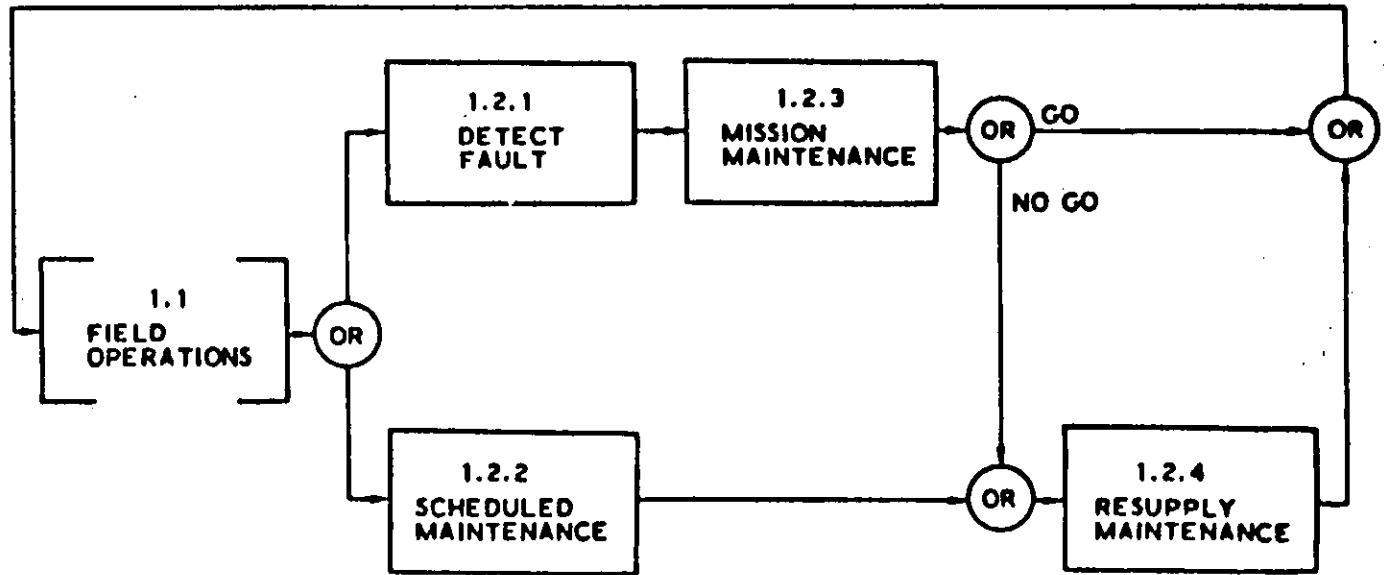 1.2.1
DETECT
FAULT
1.2.3
MISSION
MAINTENANCE
OR
GO
OR
NO GO
1.1
FIELD
OPERATIONS
OR
1.2.2
SCHEDULED
MAINTENANCE
OR
1.2.4
RESUPPLY
MAINTENANCE